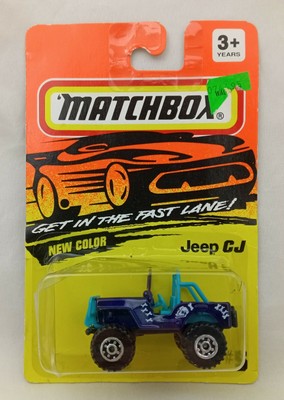 3+
YEARS
MATCHBOX®
GET IN THE FAST LANE!
NEW COLOR
Jeep CJ